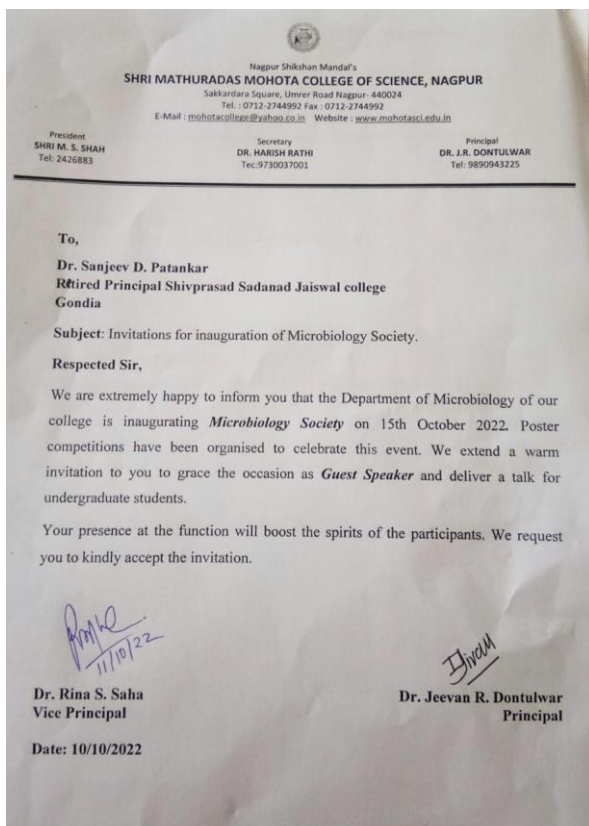 Nagpur Shikshan Mandal's
SHRI MATHURADAS MOHOTA COLLEGE OF SCIENCE, NAGPUR
Sakkardara Square, Umrer Road Nagpur- 440024
Tel. : 0712-2744992 Fax : 0712-2744992
E-Mail : mohotacollege@yahoo.co.in Website : www.mohotasci.edu.in
President
SHRI M. S. SHAH
Tel: 2426883
Secretary
DR. HARISH RATHI
Tec:9730037001
Principal
DR. J.R. DONTULWAR
Tel: 9890943225
To,
Dr. Sanjeev D. Patankar
Retired Principal Shivprasad Sadanad Jaiswal college
Gondia
Subject: Invitations for inauguration of Microbiology Society.
Respected Sir,
We are extremely happy to inform you that the Department of Microbiology of our
college is inaugurating Microbiology Society on 15th October 2022. Poster
competitions have been organised to celebrate this event. We extend a warm
invitation to you to grace the occasion as Guest Speaker and deliver a talk for
undergraduate students.
Your presence at the function will boost the spirits of the participants. We request
you to kindly accept the invitation.
11/10/22
Dr. Rina S. Saha
Vice Principal
Dr. Jeevan R. Dontulwar
Principal
Date: 10/10/2022